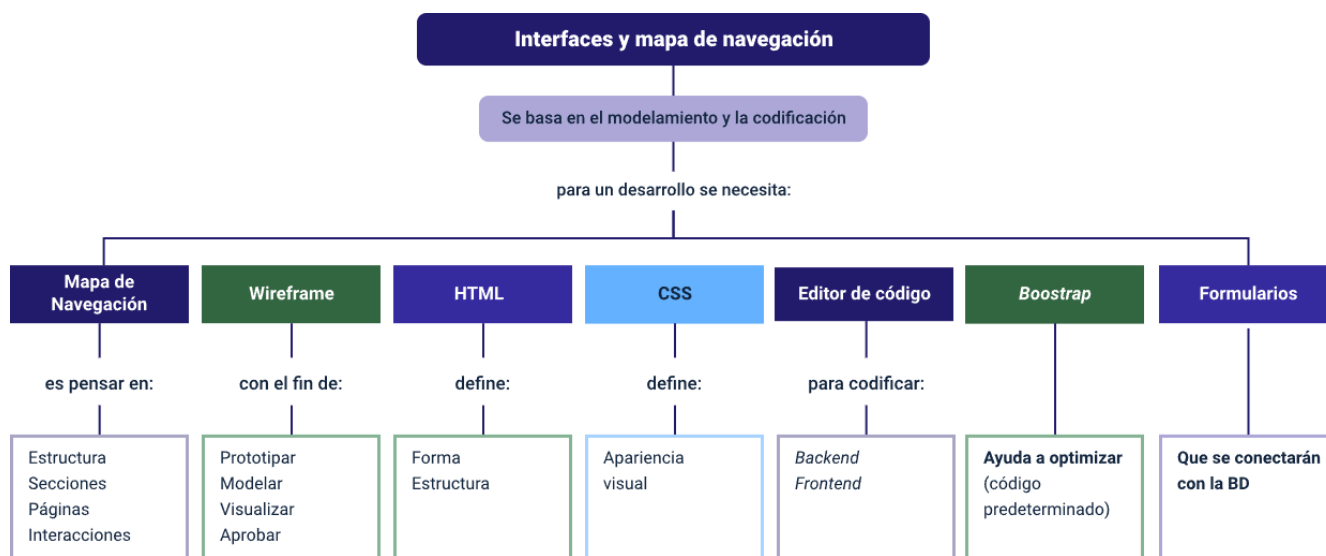 Interfaces y mapa de navegación
Se basa en el modelamiento y la codificación
para un desarrollo se necesita:
Mapa de
Navegación
Wireframe
HTML
CSS
Editor de código
Boostrap
Formularios
es pensar en:
con el fin de:
define:
define:
para codificar:
Estructura
Secciones
Páginas
Interacciones
Prototipar
Modelar
Visualizar
Aprobar
Forma
Estructura
Apariencia
visual
Backend
Frontend
Ayuda a optimizar
(código
predeterminado)
Que se conectarán
con la BD